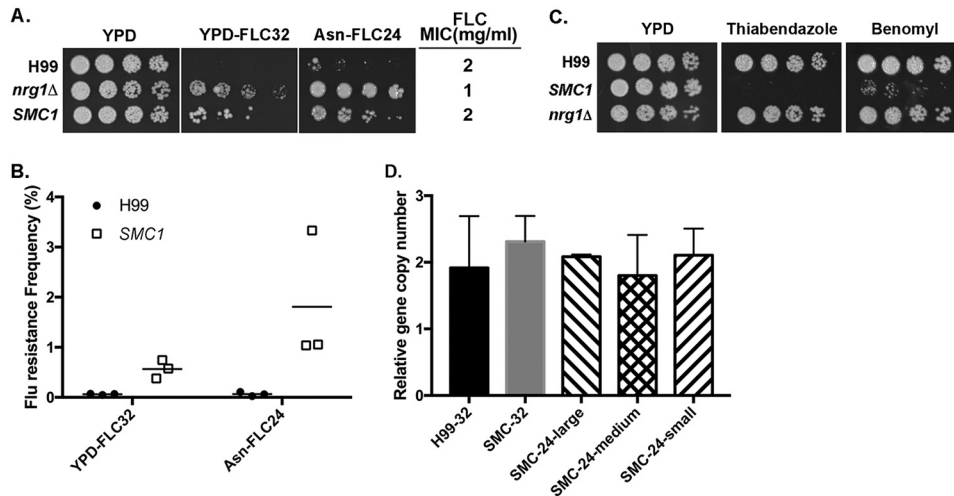 A.
YPD YPD-FLC32 Asn-FLC24 FLC MIC(mg/ml)
H99 2
nrg1Δ 1
SMC1 2
C.
YPD Thiabendazole Benomyl
H99
SMC1
nrg1Δ
B.
Flu resistance Frequency (%)
4
3
2
1
0
H99
SMC1
YPD-FLC32
Asn-FLC24
D.
Relative gene copy number
3
2
1
0
H99-32
SMC-32
SMC-24-large
SMC-24-medium
SMC-24-small